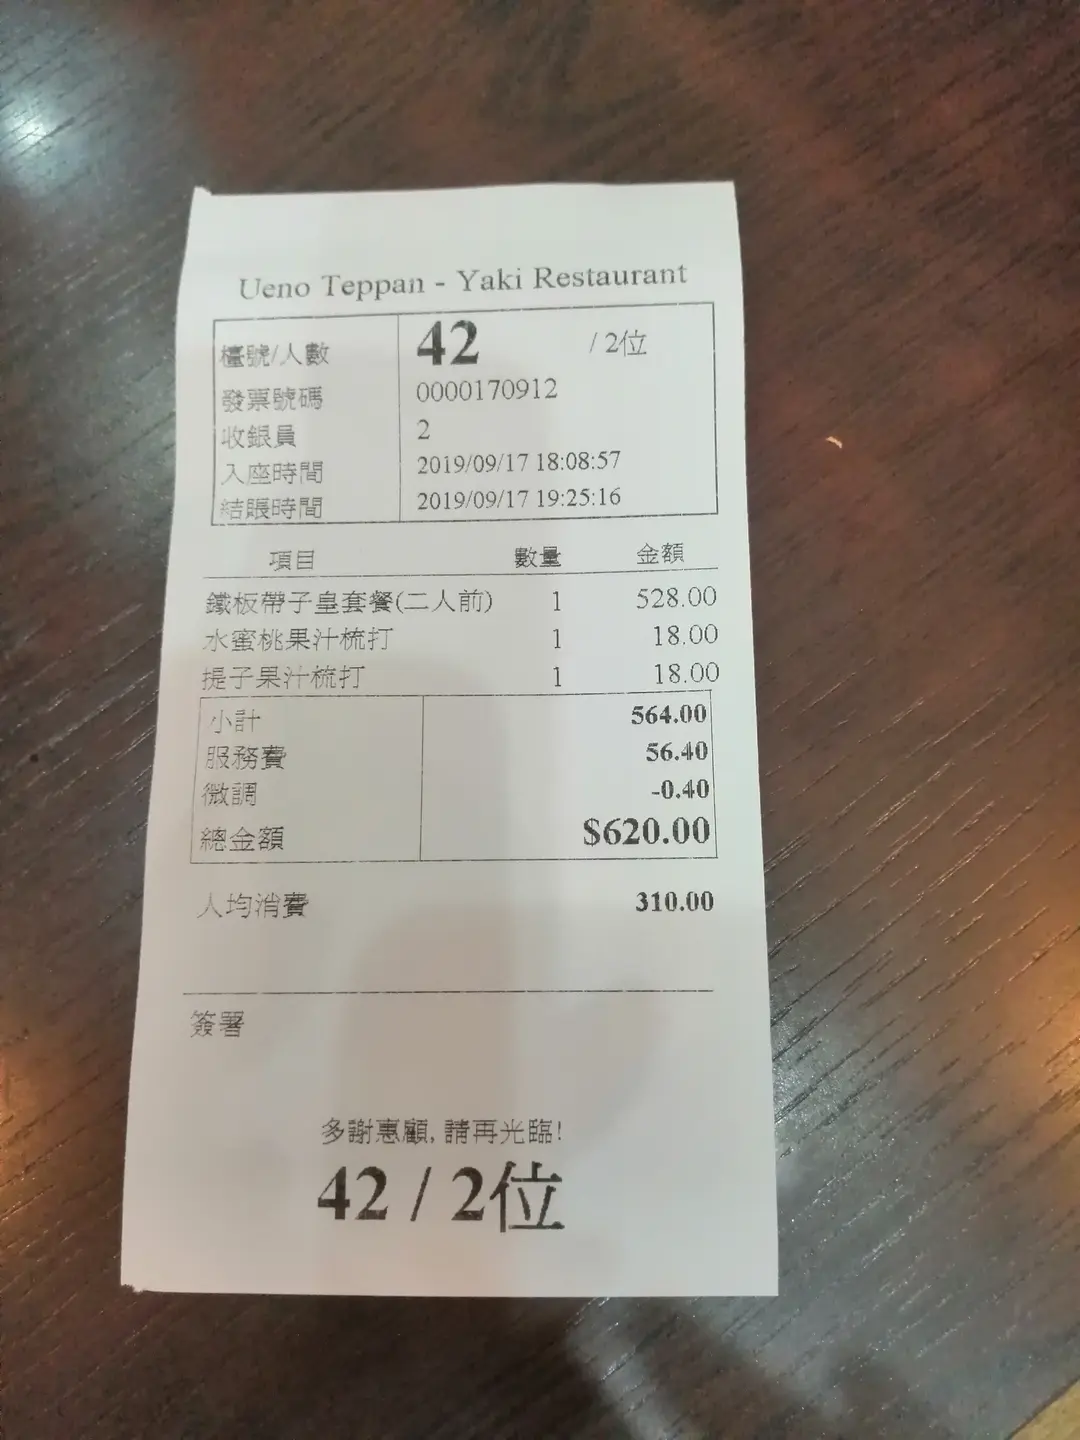 Ueno Teppan - Yaki Restaurant
檯號/人數 42 / 2位
發票號碼 0000170912
收銀員 2
入座時間 2019/09/17 18:08:57
結賬時間 2019/09/17 19:25:16
項目 數量 金額
鐵板帶子皇套餐(二人前) 1 528.00
水蜜桃果汁梳打 1 18.00
提子果汁梳打 1 18.00
小計 564.00
服務費 56.40
微調 -0.40
總金額 $620.00
人均消費 310.00
簽署
多謝惠顧, 請再光臨!
42 / 2位